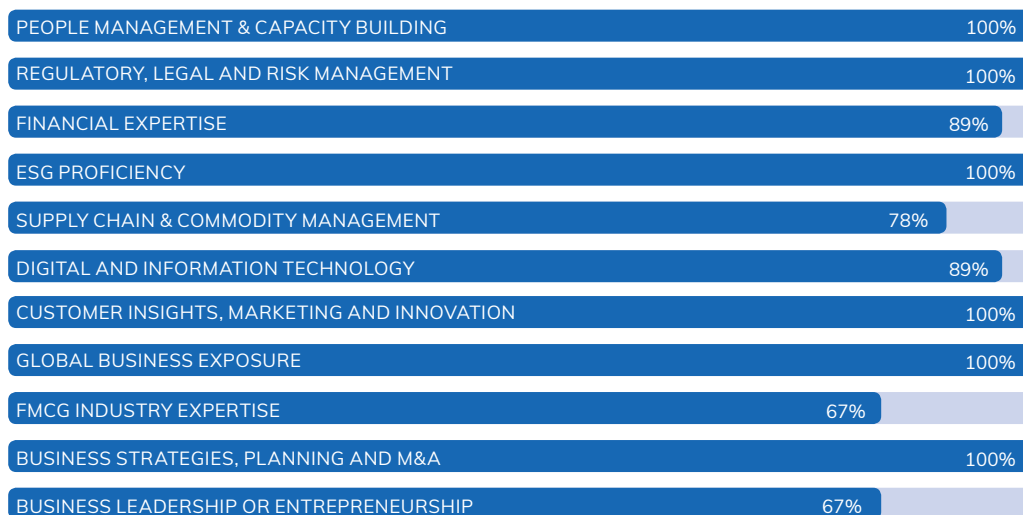 PEOPLE MANAGEMENT & CAPACITY BUILDING 100%
REGULATORY, LEGAL AND RISK MANAGEMENT 100%
FINANCIAL EXPERTISE 89%
ESG PROFICIENCY 100%
SUPPLY CHAIN & COMMODITY MANAGEMENT 78%
DIGITAL AND INFORMATION TECHNOLOGY 89%
CUSTOMER INSIGHTS, MARKETING AND INNOVATION 100%
GLOBAL BUSINESS EXPOSURE 100%
FMCG INDUSTRY EXPERTISE 67%
BUSINESS STRATEGIES, PLANNING AND M&A 100%
BUSINESS LEADERSHIP OR ENTREPRENEURSHIP 67%